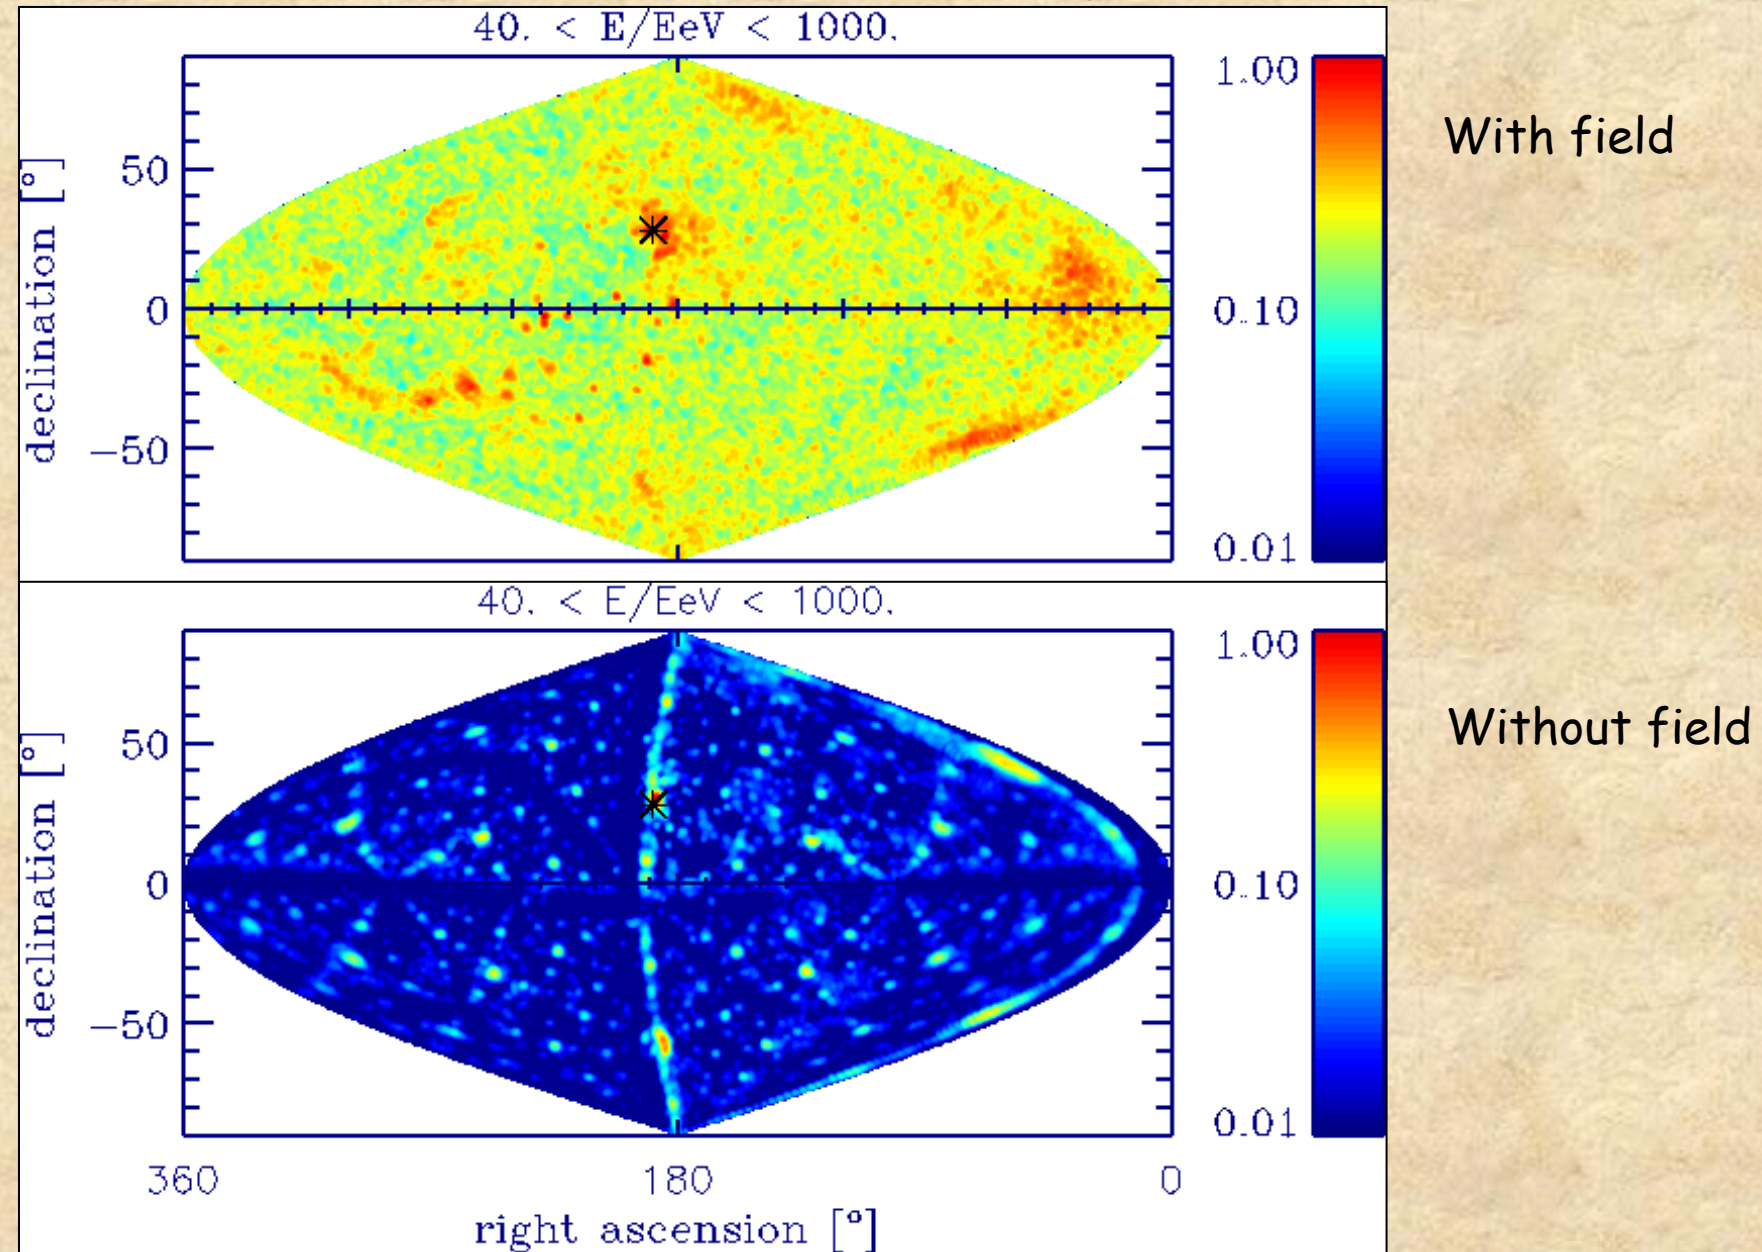 40. < E/EeV < 1000.
With field
declination [°]
50
0
−50
1.00
0.10
0.01
40. < E/EeV < 1000.
Without field
declination [°]
50
0
−50
1.00
0.10
0.01
360 180 0
right ascension [°]